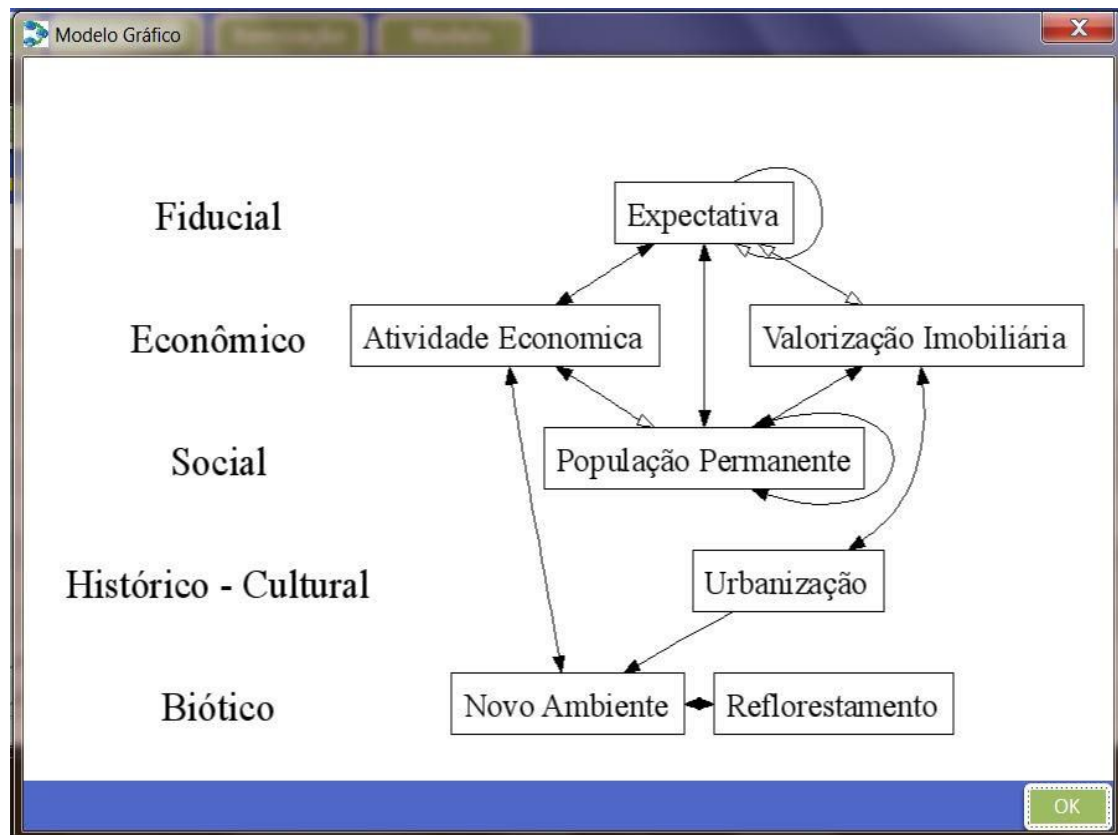 Modelo Gráfico
Fiducial
Expectativa
Econômico
Atividade Economica
Valorização Imobiliária
Social
População Permanente
Histórico - Cultural
Urbanização
Biótico
Novo Ambiente
Reflorestamento
OK